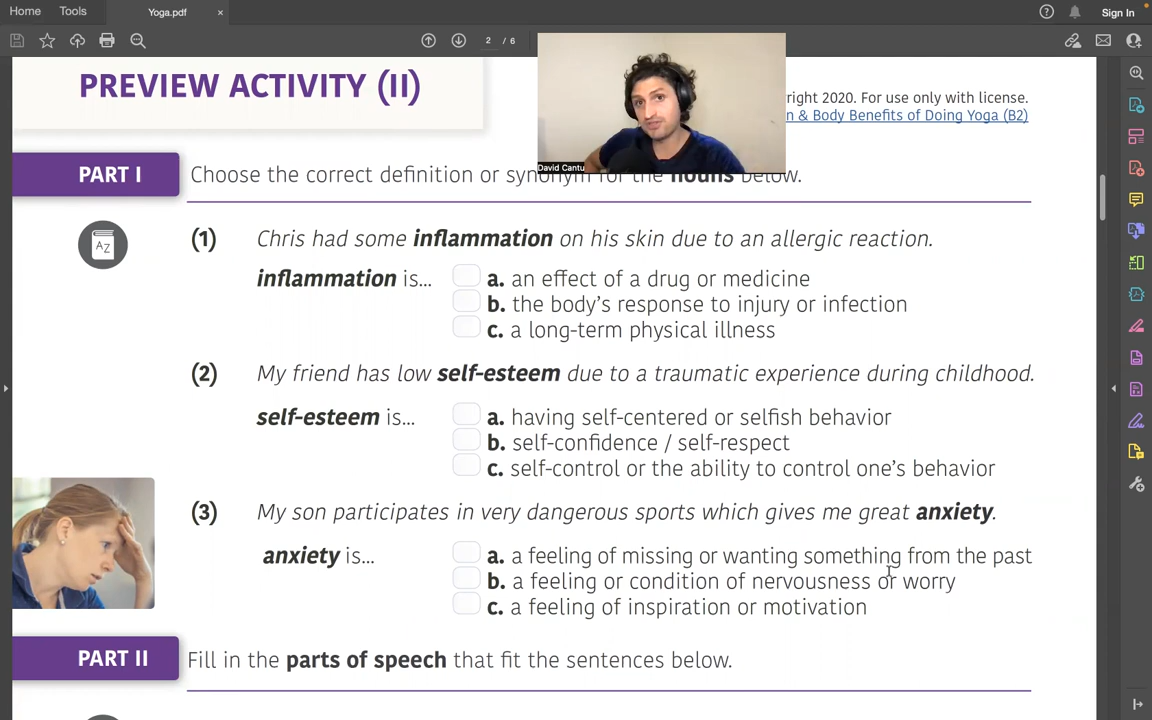 Home Tools Yoga.pdf × Sign In
2 / 6
PREVIEW ACTIVITY (II)
right 2020. For use only with license.
n & Body Benefits of Doing Yoga (B2)
David Cantu
PART I Choose the correct definition or synonym for the nouns below.
AZ
(1) Chris had some inflammation on his skin due to an allergic reaction.
inflammation is... a. an effect of a drug or medicine
b. the body's response to injury or infection
c. a long-term physical illness
(2) My friend has low self-esteem due to a traumatic experience during childhood.
self-esteem is... a. having self-centered or selfish behavior
b. self-confidence / self-respect
c. self-control or the ability to control one's behavior
(3) My son participates in very dangerous sports which gives me great anxiety.
anxiety is... a. a feeling of missing or wanting something from the past
b. a feeling or condition of nervousness or worry
c. a feeling of inspiration or motivation
PART II Fill in the parts of speech that fit the sentences below.